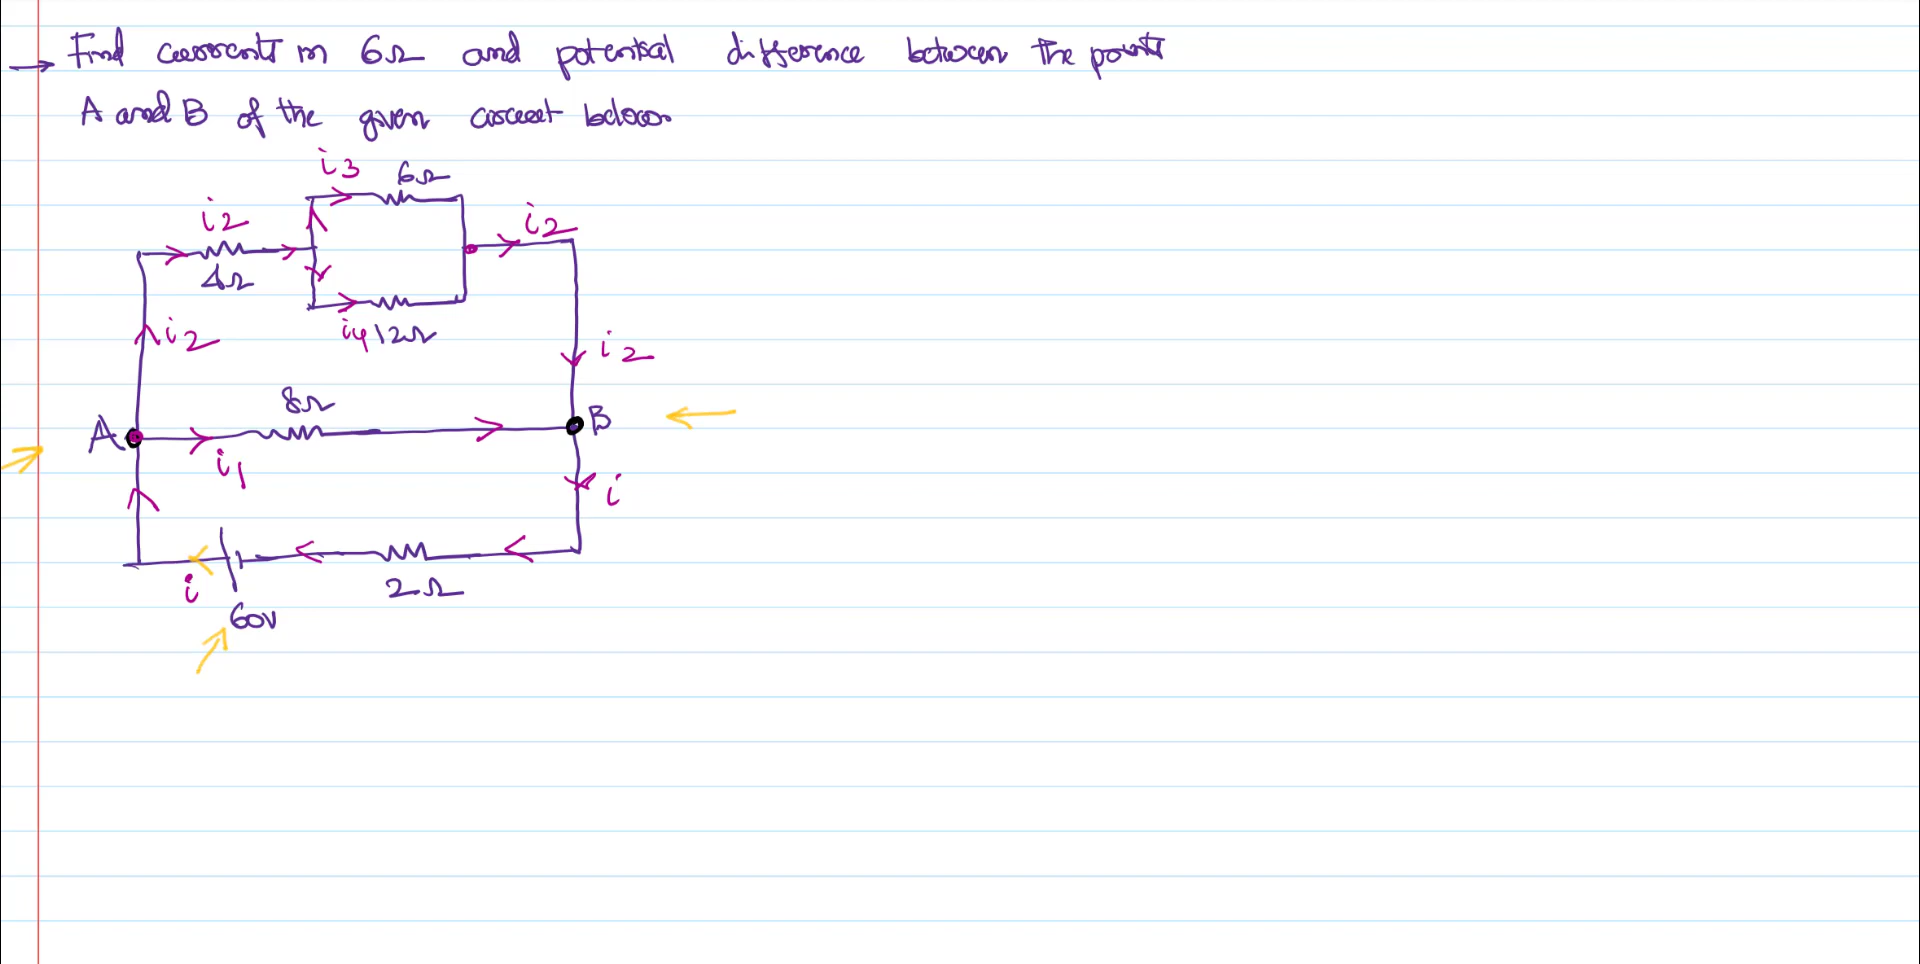 → Find currents in 6Ω and potential difference between the points
A and B of the given circuit below
i3
6Ω
i2
i2
4Ω
i2
i4 12Ω
i2
8Ω
A
B
i1
i
i
2Ω
60V